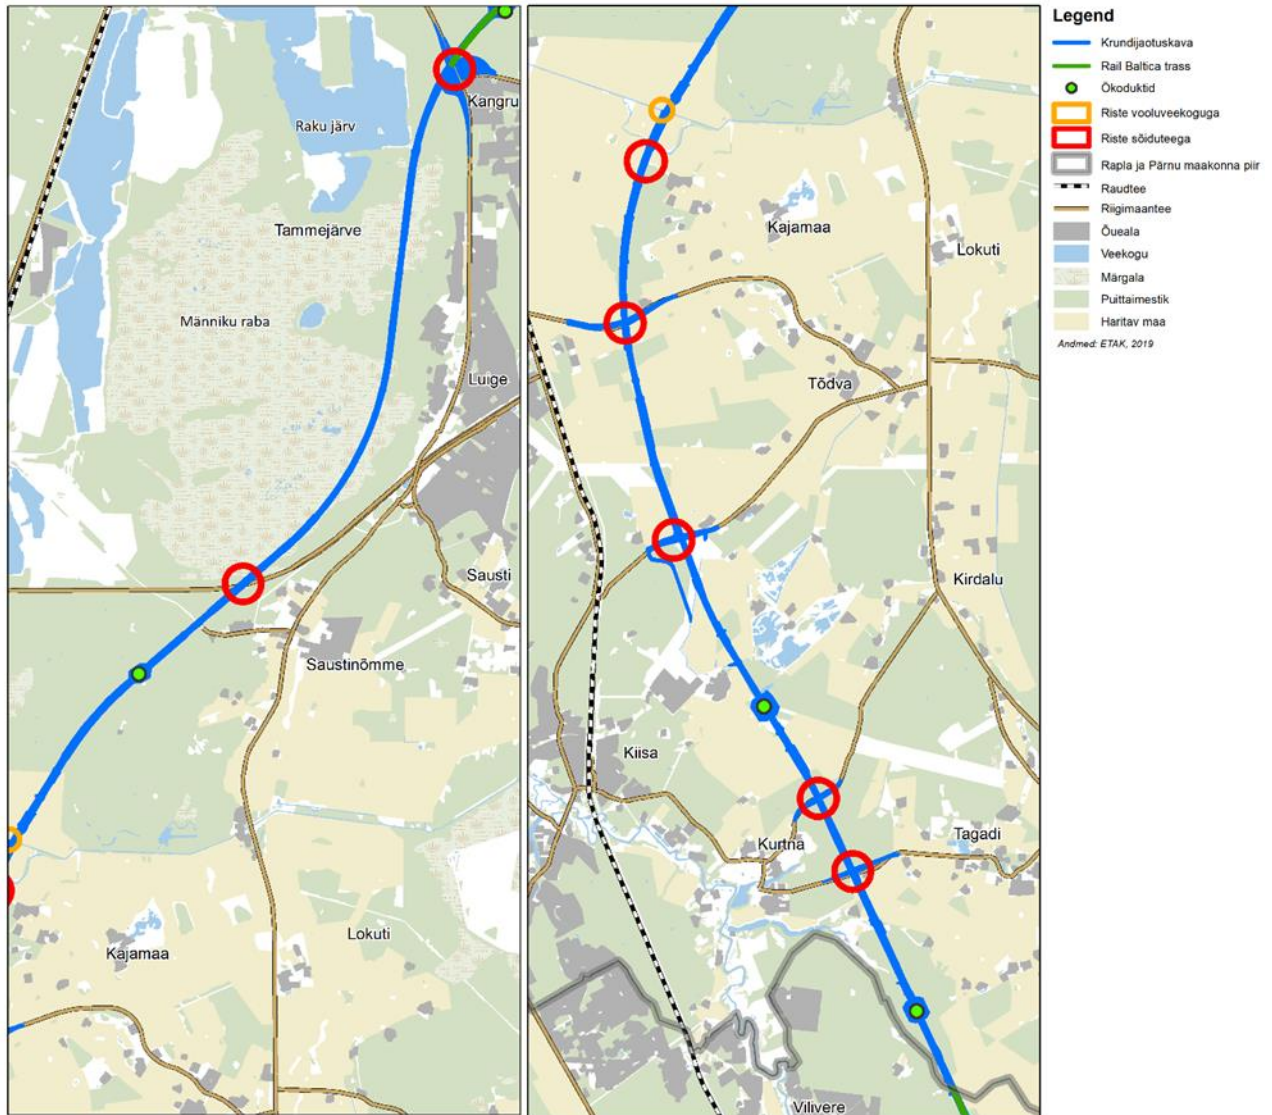 Kangru
Raku järv
Tammejärve
Männiku raba
Luige
Sausti
Saustinõmme
Lokuti
Kajamaa
Kajamaa
Lokuti
Tõdva
Kirdalu
Kiisa
Kurtna
Tagadi
Vilivere
Legend
Krundijaotuskava
Rail Baltica trass
Ökoduktid
Riste vooluveekoguga
Riste sõiduteega
Rapla ja Pärnu maakonna piir
Raudtee
Riigimaantee
Õueala
Veekogu
Märgala
Puittaimestik
Haritav maa
Andmed: ETAK, 2019